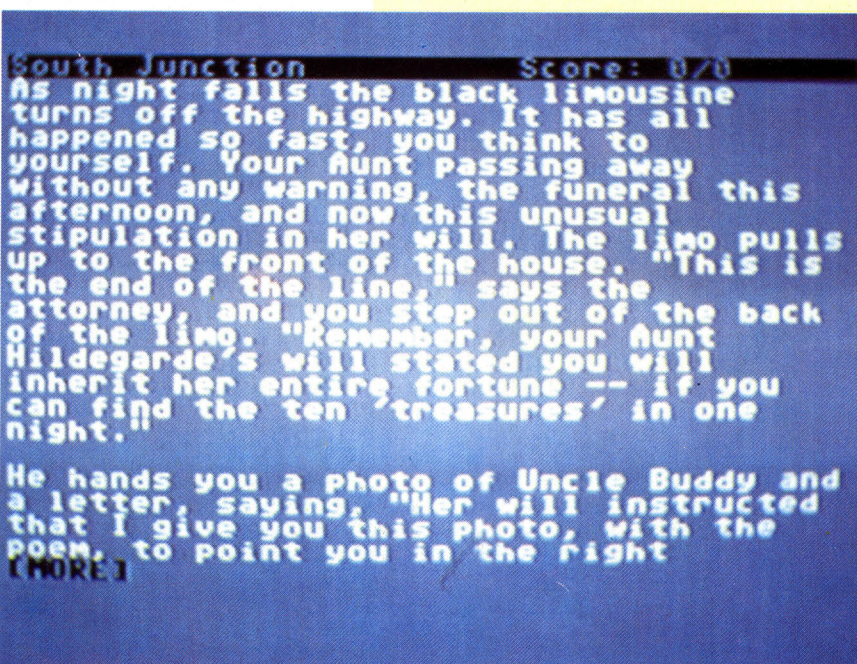 South Junction Score: 0/0
As night falls the black limousine
turns off the highway. It has all
happened so fast, you think to
yourself. Your Aunt passing away
without any warning, the funeral this
afternoon, and now this unusual
stipulation in her will. The limo pulls
up to the front of the house. "This is
the end of the line," says the
attorney, and you step out of the back
of the limo. "Remember, your Aunt
Hildegarde's will stated you will
inherit her entire fortune -- if you
can find the ten 'treasures' in one
night."
He hands you a photo of Uncle Buddy and
a letter, saying, "Her will instructed
that I give you this photo, with the
poem, to point you in the right
[MORE]